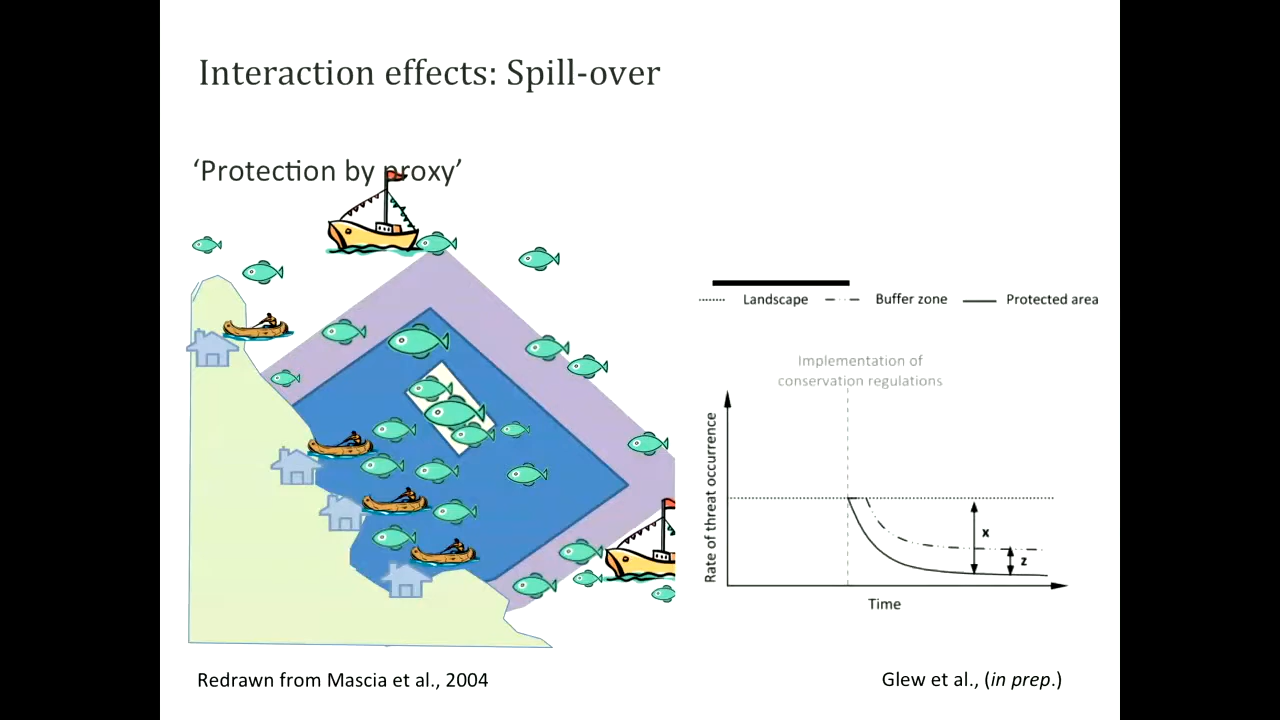 Interaction effects: Spill-over
‘Protection by proxy’
Landscape
Buffer zone
Protected area
Implementation of
conservation regulations
Rate of threat occurrence
x
z
Time
Redrawn from Mascia et al., 2004
Glew et al., (in prep.)